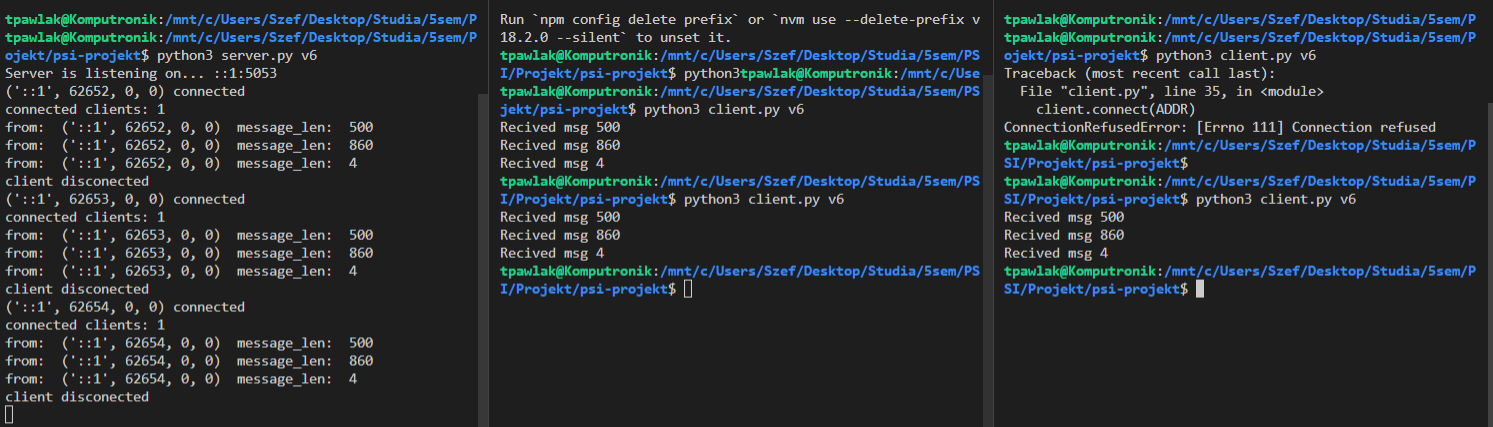 tpawlak@Komputronik:/mnt/c/Users/Szef/Desktop/Studia/5sem/P
tpawlak@Komputronik:/mnt/c/Users/Szef/Desktop/Studia/5sem/P
ojekt/psi-projekt$ python3 server.py v6
Server is listening on... ::1:5053
('::1', 62652, 0, 0) connected
connected clients: 1
from:  ('::1', 62652, 0, 0)  message_len:  500
from:  ('::1', 62652, 0, 0)  message_len:  860
from:  ('::1', 62652, 0, 0)  message_len:  4
client disconected
('::1', 62653, 0, 0) connected
connected clients: 1
from:  ('::1', 62653, 0, 0)  message_len:  500
from:  ('::1', 62653, 0, 0)  message_len:  860
from:  ('::1', 62653, 0, 0)  message_len:  4
client disconected
('::1', 62654, 0, 0) connected
connected clients: 1
from:  ('::1', 62654, 0, 0)  message_len:  500
from:  ('::1', 62654, 0, 0)  message_len:  860
from:  ('::1', 62654, 0, 0)  message_len:  4
client disconected
Run `npm config delete prefix` or `nvm use --delete-prefix v
18.2.0 --silent` to unset it.
tpawlak@Komputronik:/mnt/c/Users/Szef/Desktop/Studia/5sem/PS
I/Projekt/psi-projekt$ python3tpawlak@Komputronik:/mnt/c/Use
tpawlak@Komputronik:/mnt/c/Users/Szef/Desktop/Studia/5sem/PS
jekt/psi-projekt$ python3 client.py v6
Recived msg 500
Recived msg 860
Recived msg 4
tpawlak@Komputronik:/mnt/c/Users/Szef/Desktop/Studia/5sem/PS
I/Projekt/psi-projekt$ python3 client.py v6
Recived msg 500
Recived msg 860
Recived msg 4
tpawlak@Komputronik:/mnt/c/Users/Szef/Desktop/Studia/5sem/PS
I/Projekt/psi-projekt$
tpawlak@Komputronik:/mnt/c/Users/Szef/Desktop/Studia/5sem/P
tpawlak@Komputronik:/mnt/c/Users/Szef/Desktop/Studia/5sem/P
ojekt/psi-projekt$ python3 client.py v6
Traceback (most recent call last):
  File "client.py", line 35, in <module>
    client.connect(ADDR)
ConnectionRefusedError: [Errno 111] Connection refused
tpawlak@Komputronik:/mnt/c/Users/Szef/Desktop/Studia/5sem/P
SI/Projekt/psi-projekt$
tpawlak@Komputronik:/mnt/c/Users/Szef/Desktop/Studia/5sem/P
SI/Projekt/psi-projekt$ python3 client.py v6
Recived msg 500
Recived msg 860
Recived msg 4
tpawlak@Komputronik:/mnt/c/Users/Szef/Desktop/Studia/5sem/P
SI/Projekt/psi-projekt$